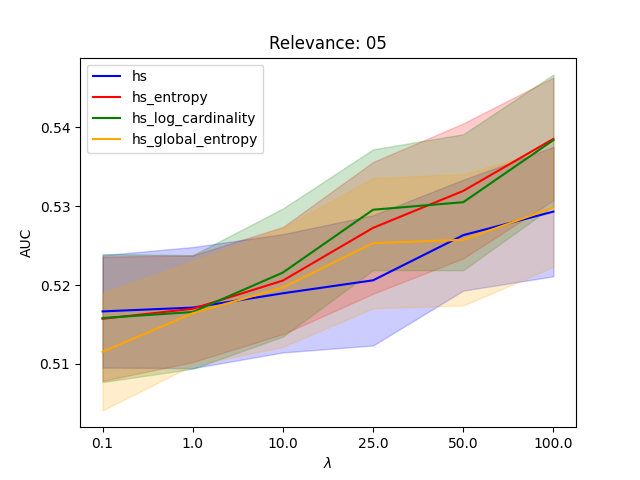 Relevance: 05
hs
hs_entropy
hs_log_cardinality
hs_global_entropy
AUC
0.54
0.53
0.52
0.51
0.1 1.0 10.0 25.0 50.0 100.0
λ